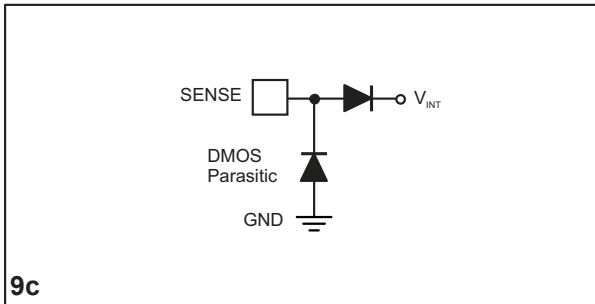 SENSE
V_INT
DMOS
Parasitic
GND
9c